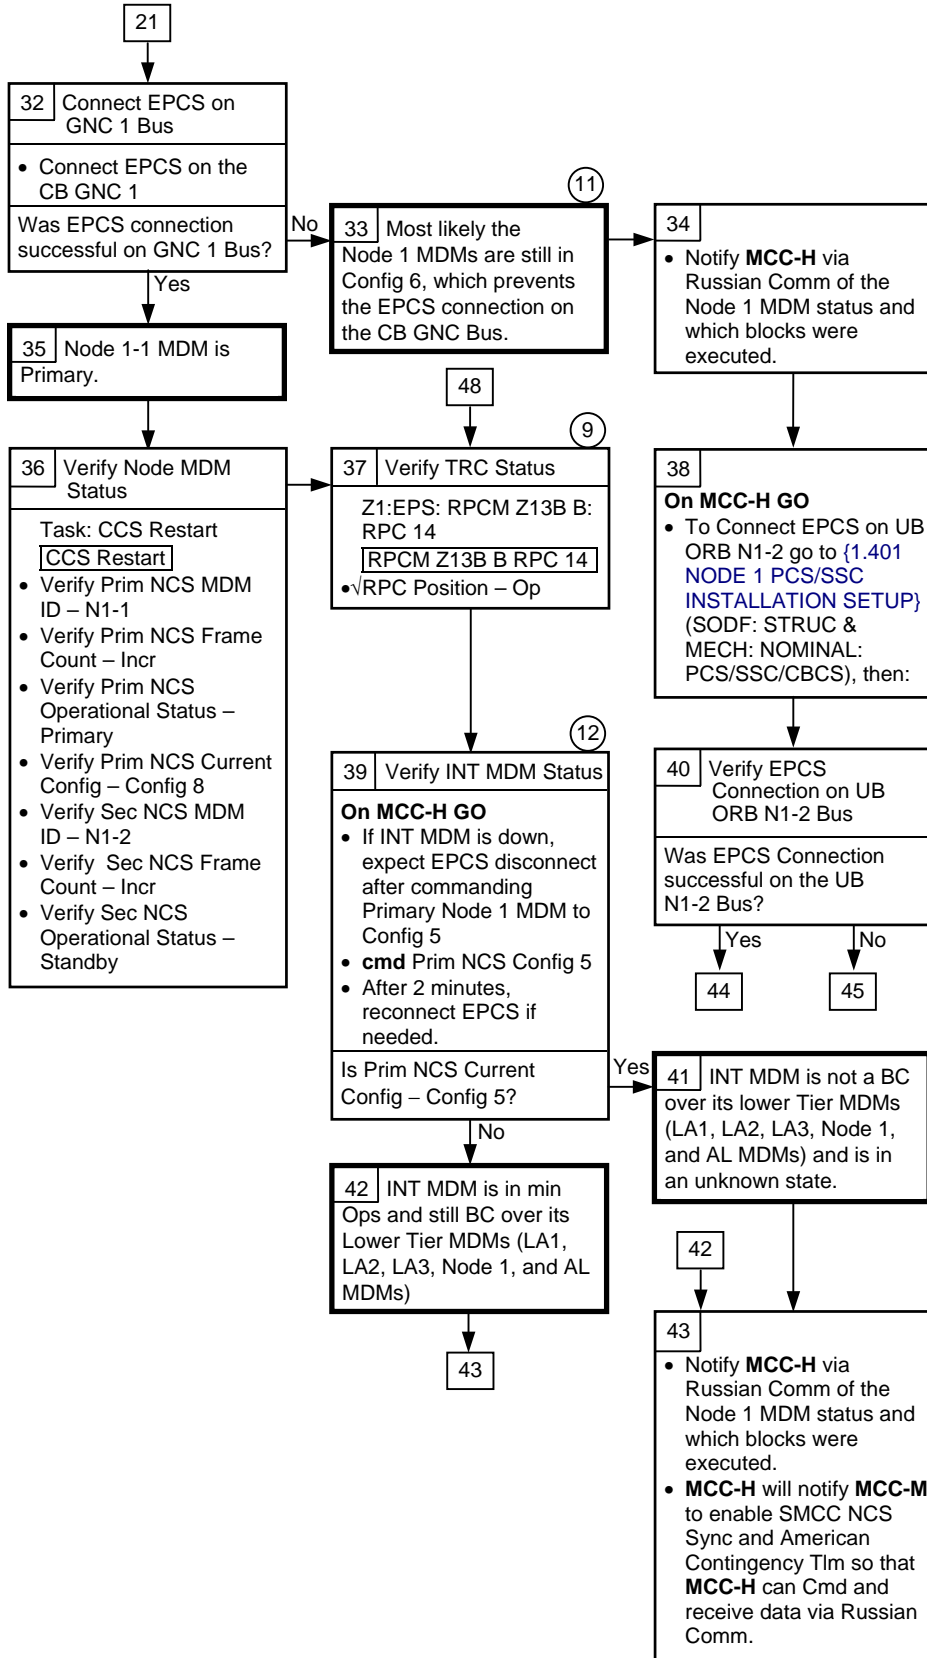 21
32 Connect EPCS on
GNC 1 Bus
• Connect EPCS on the
CB GNC 1
Was EPCS connection
successful on GNC 1 Bus?
No
Yes
11
33 Most likely the
Node 1 MDMs are still in
Config 6, which prevents
the EPCS connection on
the CB GNC Bus.
34
• Notify MCC-H via
Russian Comm of the
Node 1 MDM status and
which blocks were
executed.
35 Node 1-1 MDM is
Primary.
48
9
36 Verify Node MDM
Status
Task: CCS Restart
CCS Restart
• Verify Prim NCS MDM
ID – N1-1
• Verify Prim NCS Frame
Count – Incr
• Verify Prim NCS
Operational Status –
Primary
• Verify Prim NCS Current
Config – Config 8
• Verify Sec NCS MDM
ID – N1-2
• Verify Sec NCS Frame
Count – Incr
• Verify Sec NCS
Operational Status –
Standby
37 Verify TRC Status
Z1:EPS: RPCM Z13B B:
RPC 14
RPCM Z13B B RPC 14
•√RPC Position – Op
38
On MCC-H GO
• To Connect EPCS on UB
ORB N1-2 go to {1.401
NODE 1 PCS/SSC
INSTALLATION SETUP}
(SODF: STRUC &
MECH: NOMINAL:
PCS/SSC/CBCS), then:
12
39 Verify INT MDM Status
On MCC-H GO
• If INT MDM is down,
expect EPCS disconnect
after commanding
Primary Node 1 MDM to
Config 5
• cmd Prim NCS Config 5
• After 2 minutes,
reconnect EPCS if
needed.
Is Prim NCS Current
Config – Config 5?
Yes
No
40 Verify EPCS
Connection on UB
ORB N1-2 Bus
Was EPCS Connection
successful on the UB
N1-2 Bus?
Yes
No
44
45
41 INT MDM is not a BC
over its lower Tier MDMs
(LA1, LA2, LA3, Node 1,
and AL MDMs) and is in
an unknown state.
42 INT MDM is in min
Ops and still BC over its
Lower Tier MDMs (LA1,
LA2, LA3, Node 1, and AL
MDMs)
43
42
43
• Notify MCC-H via
Russian Comm of the
Node 1 MDM status and
which blocks were
executed.
• MCC-H will notify MCC-M
to enable SMCC NCS
Sync and American
Contingency Tlm so that
MCC-H can Cmd and
receive data via Russian
Comm.